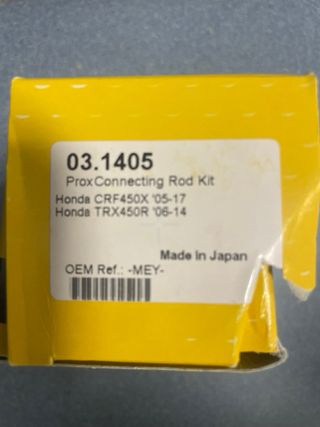 03.1405
ProxConnecting Rod Kit
Honda CRF450X '05-17
Honda TRX450R '06-14
Made in Japan
OEM Ref.: -MEY-